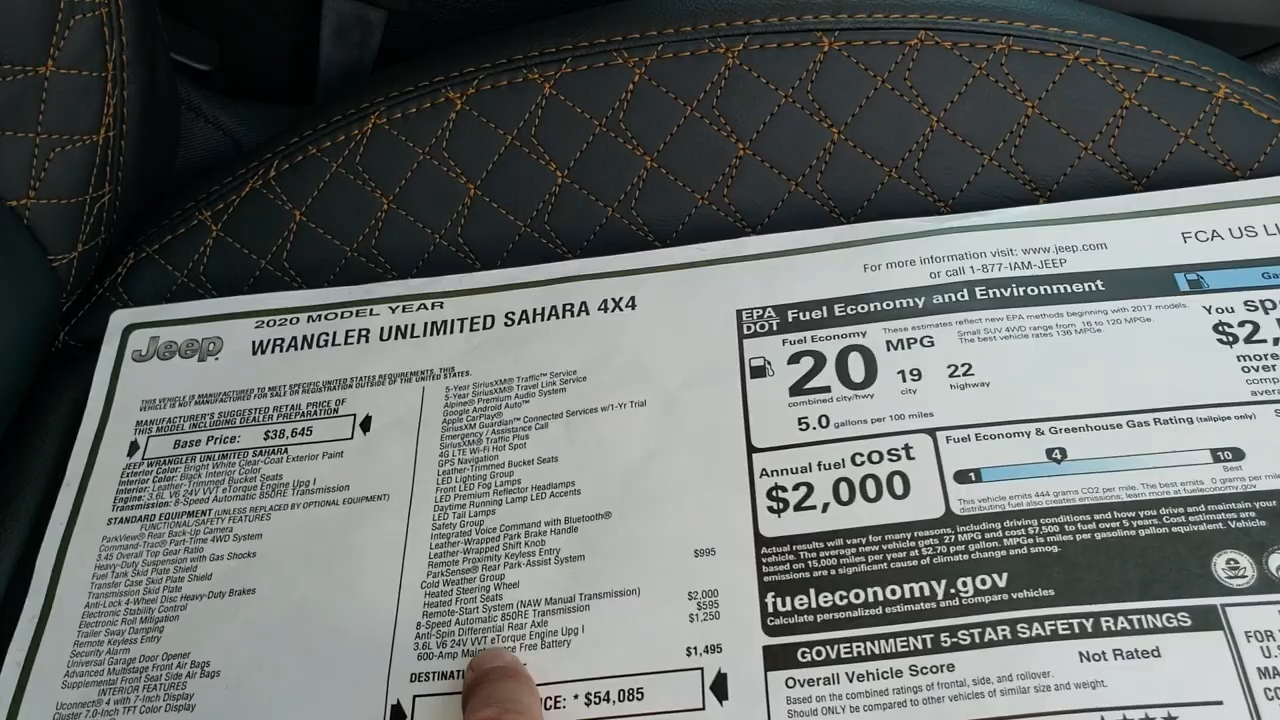 Jeep
2020 MODEL YEAR
WRANGLER UNLIMITED SAHARA 4X4
THIS VEHICLE IS MANUFACTURED TO MEET SPECIFIC UNITED STATES REQUIREMENTS. THIS
VEHICLE IS NOT MANUFACTURED FOR SALE OR REGISTRATION OUTSIDE OF THE UNITED STATES.
MANUFACTURER'S SUGGESTED RETAIL PRICE OF
THIS MODEL INCLUDING DEALER PREPARATION
Base Price: $38,645
JEEP WRANGLER UNLIMITED SAHARA
Exterior Color: Bright White Clear-Coat Exterior Paint
Interior Color: Black Interior Color
Interior: Leather-Trimmed Bucket Seats
Engine: 3.6L V6 24V VVT eTorque Engine Upg I
Transmission: 8-Speed Automatic 850RE Transmission
STANDARD EQUIPMENT (UNLESS REPLACED BY OPTIONAL EQUIPMENT)
FUNCTIONAL/SAFETY FEATURES
ParkView® Rear Back-Up Camera
Command-Trac® Part-Time 4WD System
3.45 Overall Top Gear Ratio
Heavy-Duty Suspension with Gas Shocks
Fuel Tank Skid Plate Shield
Transfer Case Skid Plate Shield
Transmission Skid Plate
Anti-Lock 4-Wheel Disc Heavy-Duty Brakes
Electronic Stability Control
Electronic Roll Mitigation
Trailer Sway Damping
Remote Keyless Entry
Security Alarm
Universal Garage Door Opener
Advanced Multistage Front Air Bags
Supplemental Front Seat Side Air Bags
INTERIOR FEATURES
Uconnect® 4 with 7-Inch Display
Cluster 7.0-Inch TFT Color Display
5-Year SiriusXM® Traffic™ Service
5-Year SiriusXM® Travel Link Service
Alpine® Premium Audio System
Google Android Auto™
Apple CarPlay®
SiriusXM Guardian™ Connected Services w/1-Yr Trial
Emergency / Assistance Call
SiriusXM® Traffic Plus
4G LTE Wi-Fi Hot Spot
GPS Navigation
Leather-Trimmed Bucket Seats
LED Lighting Group
Front LED Fog Lamps
LED Premium Reflector Headlamps
Daytime Running Lamp LED Accents
LED Tail Lamps
Safety Group
Integrated Voice Command with Bluetooth®
Leather-Wrapped Park Brake Handle
Leather-Wrapped Shift Knob
Remote Proximity Keyless Entry
ParkSense® Rear Park-Assist System
Cold Weather Group $995
Heated Steering Wheel
Heated Front Seats
Remote-Start System (NAW Manual Transmission)
8-Speed Automatic 850RE Transmission $2,000
Anti-Spin Differential Rear Axle $595
3.6L V6 24V VVT eTorque Engine Upg I $1,250
600-Amp Free Battery
$1,495
* $54,085
For more information visit: www.jeep.com
or call 1-877-IAM-JEEP
FCA US
EPA
DOT
Fuel Economy and Environment
Fuel Economy
20 MPG
combined city/hwy
19
city
22
highway
5.0 gallons per 100 miles
These estimates reflect new EPA methods beginning with 2017 models.
Small SUV 4WD range from 16 to 120 MPGe.
The best vehicle rates 136 MPGe.
You
$2,
more
over
Annual fuel cost
$2,000
Fuel Economy & Greenhouse Gas Rating (tailpipe only)
4
1
10
Best
This vehicle emits 444 grams CO2 per mile. The best emits 0 grams per
distributing fuel also creates emissions; learn more at fueleconomy.gov
Actual results will vary for many reasons, including driving conditions and how you drive and maintain your
vehicle. The average new vehicle gets 27 MPG and cost $7,500 to fuel over 5 years. Cost estimates are
based on 15,000 miles per year at $2.70 per gallon. MPGe is miles per gasoline gallon equivalent. Vehicle
emissions are a significant cause of climate change and smog.
fueleconomy.gov
Calculate personalized estimates and compare vehicles
GOVERNMENT 5-STAR SAFETY RATINGS
Overall Vehicle Score Not Rated
Based on the combined ratings of frontal, side, and rollover.
Should ONLY be compared to other vehicles of similar size and weight.
FOR